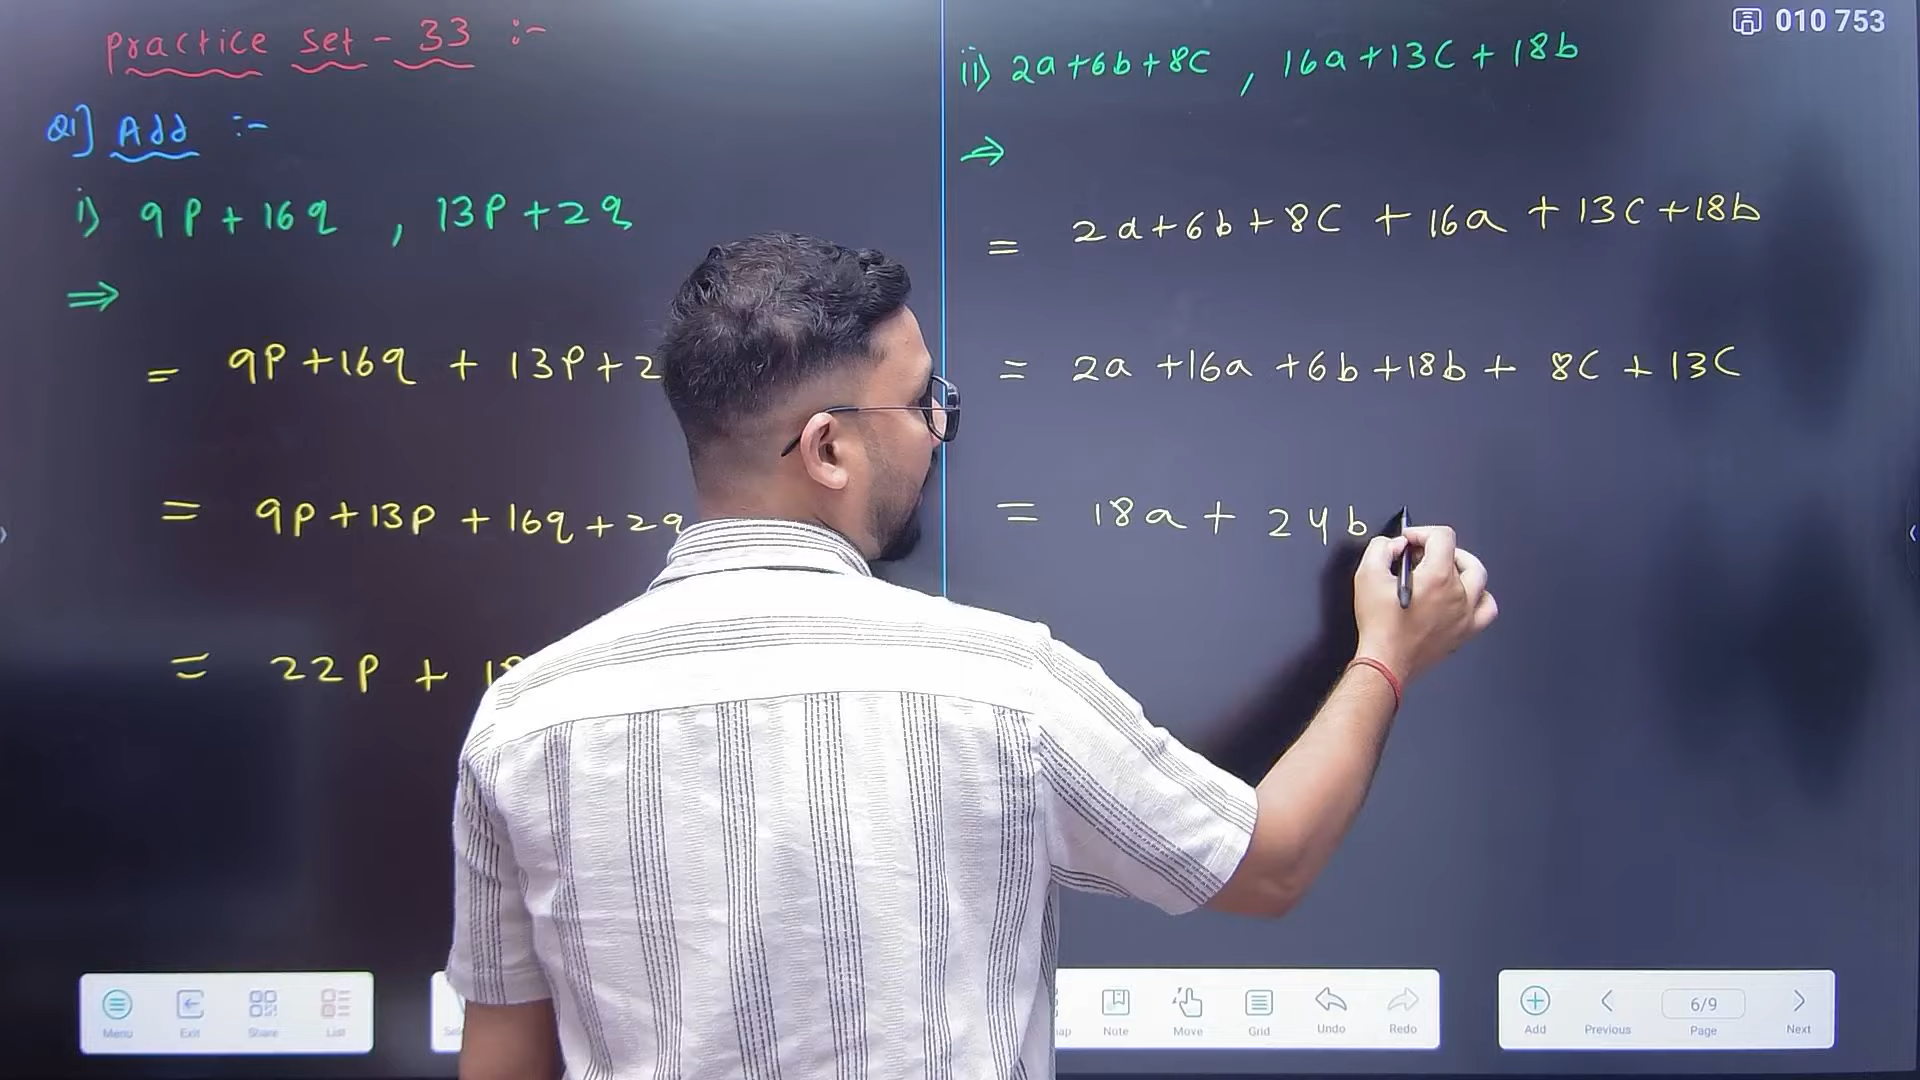 Practice Set - 33 :-
Q1] Add :-
i) 9p + 16q , 13p + 2q
⇒
= 9p + 16q + 13p + 2
= 9p + 13p + 16q + 2q
= 22p + 18
ii) 2a + 6b + 8c , 16a + 13c + 18b
⇒
= 2a + 6b + 8c + 16a + 13c + 18b
= 2a + 16a + 6b + 18b + 8c + 13c
= 18a + 24b
010 753
Menu Exit Share List
Note Move Grid Undo Redo
Add Previous 6/9 Page Next